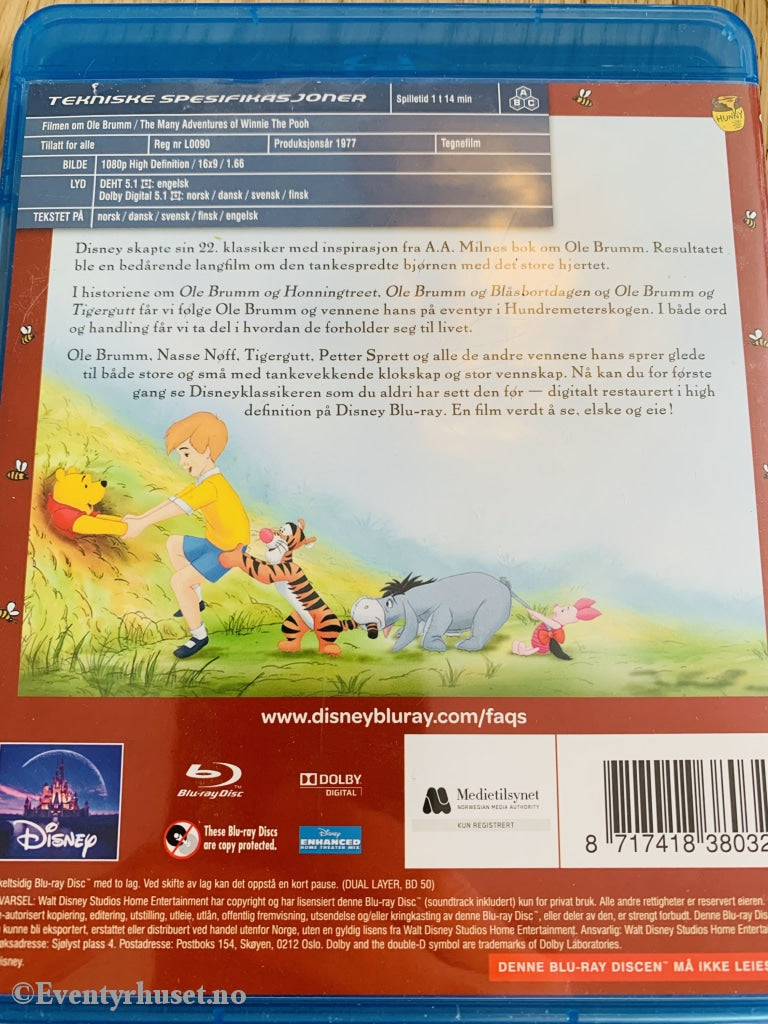 TEKNISKE SPESIFIKASJONER
Spilletid 1 t 14 min
A B C
HUNNY
Filmen om Ole Brumm / The Many Adventures of Winnie The Pooh
Tillatt for alle Reg nr L0090 Produksjonsår 1977 Tegnefilm
BILDE 1080p High Definition / 16x9 / 1.66
LYD DEHT 5.1 : engelsk
Dolby Digital 5.1 : norsk / dansk / svensk / finsk
TEKSTET PÅ norsk / dansk / svensk / finsk / engelsk
Disney skapte sin 22. klassiker med inspirasjon fra A.A. Milnes bok om Ole Brumm. Resultatet
ble en bedårende langfilm om den tankespredte bjørnen med det store hjertet.
I historiene om Ole Brumm og Honningtreet, Ole Brumm og Blåsbortdagen og Ole Brumm og
Tigergutt får vi følge Ole Brumm og vennene hans på eventyr i Hundremeterskogen. I både ord
og handling får vi ta del i hvordan de forholder seg til livet.
Ole Brumm, Nasse Nøff, Tigergutt, Petter Sprett og alle de andre vennene hans sprer glede
til både store og små med tankevekkende klokskap og stor vennskap. Nå kan du for første
gang se Disneyklassikeren som du aldri har sett den før — digitalt restaurert i high
definition på Disney Blu-ray. En film verdt å se, elske og eie!
www.disneybluray.com/faqs
Disney
Blu-ray Disc
DOLBY
DIGITAL
These Blu-ray Discs
are copy protected.
Disney
ENHANCED
HOME THEATER MIX
Medietilsynet
NORWEGIAN MEDIA AUTHORITY
KUN REGISTRERT
8 717418 38032
keltsidig Blu-ray Disc™ med to lag. Ved skifte av lag kan det oppstå en kort pause. (DUAL LAYER, BD 50)
VARSEL: Walt Disney Studios Home Entertainment har copyright og har lisensiert denne Blu-ray Disc™ (soundtrack inkludert) kun for privat bruk. Alle andre rettigheter er reservert eieren.
e-autorisert kopiering, editering, utstilling, utleie, utlån, offentlig fremvisning, utsendelse og/eller kringkasting av denne Blu-ray Disc™, eller deler av den, er strengt forbudt. Denne Blu-ray Dis
kunne bli eksportert, erstattet eller distribuert ved handel utenfor Norge, uten en gyldig lisens fra Walt Disney Studios Home Entertainment. Ansvarlig: Walt Disney Studios Home Enterta
øksadresse: Sjølyst plass 4. Postadresse: Postboks 154, Skøyen, 0212 Oslo. Dolby and the double-D symbol are trademarks of Dolby Laboratories.
isney.
DENNE BLU-RAY DISCEN™ MÅ IKKE LEIES
©Eventyrhuset.no